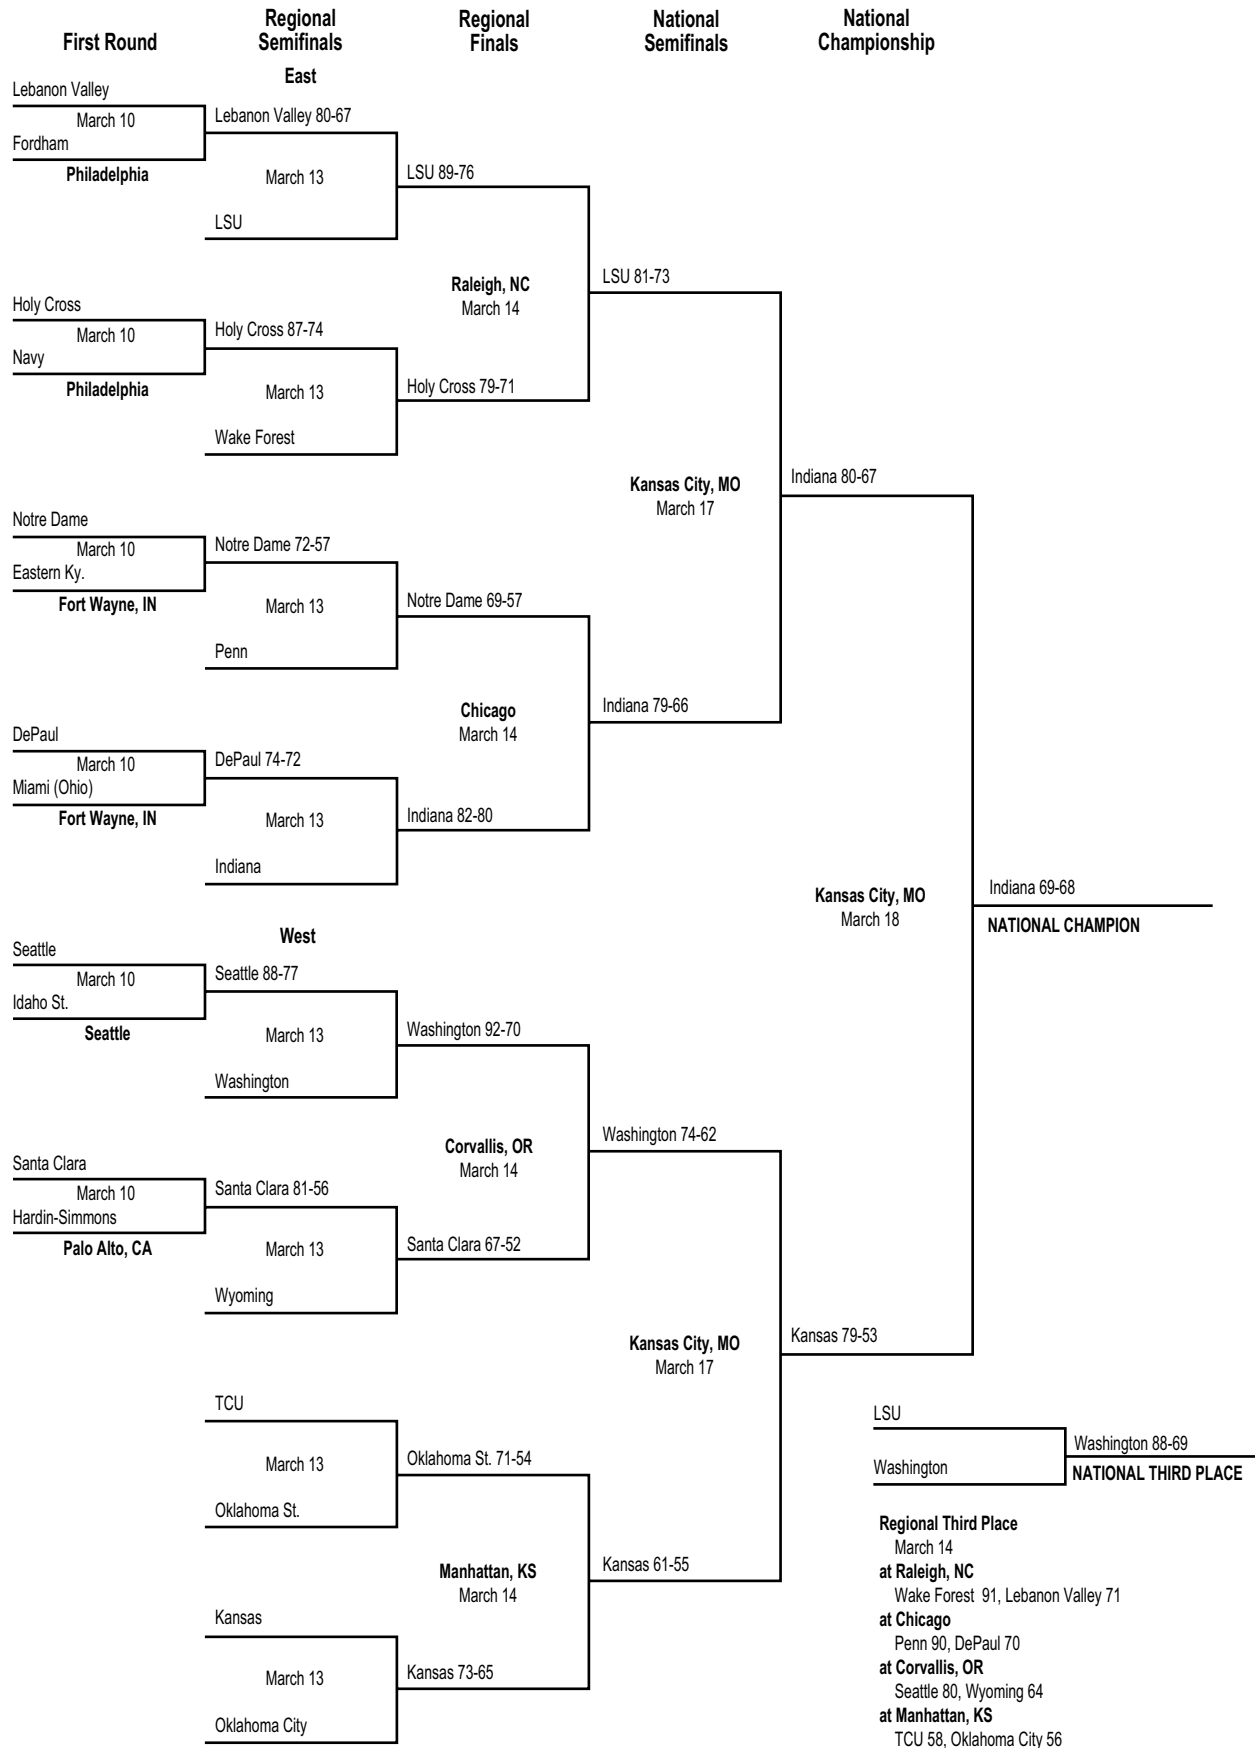 First Round
Regional
Semifinals
Regional
Finals
National
Semifinals
National
Championship
East
Lebanon Valley
March 10
Fordham
Philadelphia
Lebanon Valley 80-67
March 13
LSU
LSU 89-76
Holy Cross
March 10
Navy
Philadelphia
Holy Cross 87-74
March 13
Wake Forest
Holy Cross 79-71
Raleigh, NC
March 14
LSU 81-73
Notre Dame
March 10
Eastern Ky.
Fort Wayne, IN
Notre Dame 72-57
March 13
Penn
Notre Dame 69-57
DePaul
March 10
Miami (Ohio)
Fort Wayne, IN
DePaul 74-72
March 13
Indiana
Indiana 82-80
Chicago
March 14
Indiana 79-66
Kansas City, MO
March 17
Indiana 80-67
West
Seattle
March 10
Idaho St.
Seattle
Seattle 88-77
March 13
Washington
Washington 92-70
Santa Clara
March 10
Hardin-Simmons
Palo Alto, CA
Santa Clara 81-56
March 13
Wyoming
Santa Clara 67-52
Corvallis, OR
March 14
Washington 74-62
TCU
March 13
Oklahoma St.
Oklahoma St. 71-54
Kansas
March 13
Oklahoma City
Kansas 73-65
Manhattan, KS
March 14
Kansas 61-55
Kansas City, MO
March 17
Kansas 79-53
Kansas City, MO
March 18
Indiana 69-68
NATIONAL CHAMPION
LSU
Washington
Washington 88-69
NATIONAL THIRD PLACE
Regional Third Place
March 14
at Raleigh, NC
Wake Forest 91, Lebanon Valley 71
at Chicago
Penn 90, DePaul 70
at Corvallis, OR
Seattle 80, Wyoming 64
at Manhattan, KS
TCU 58, Oklahoma City 56